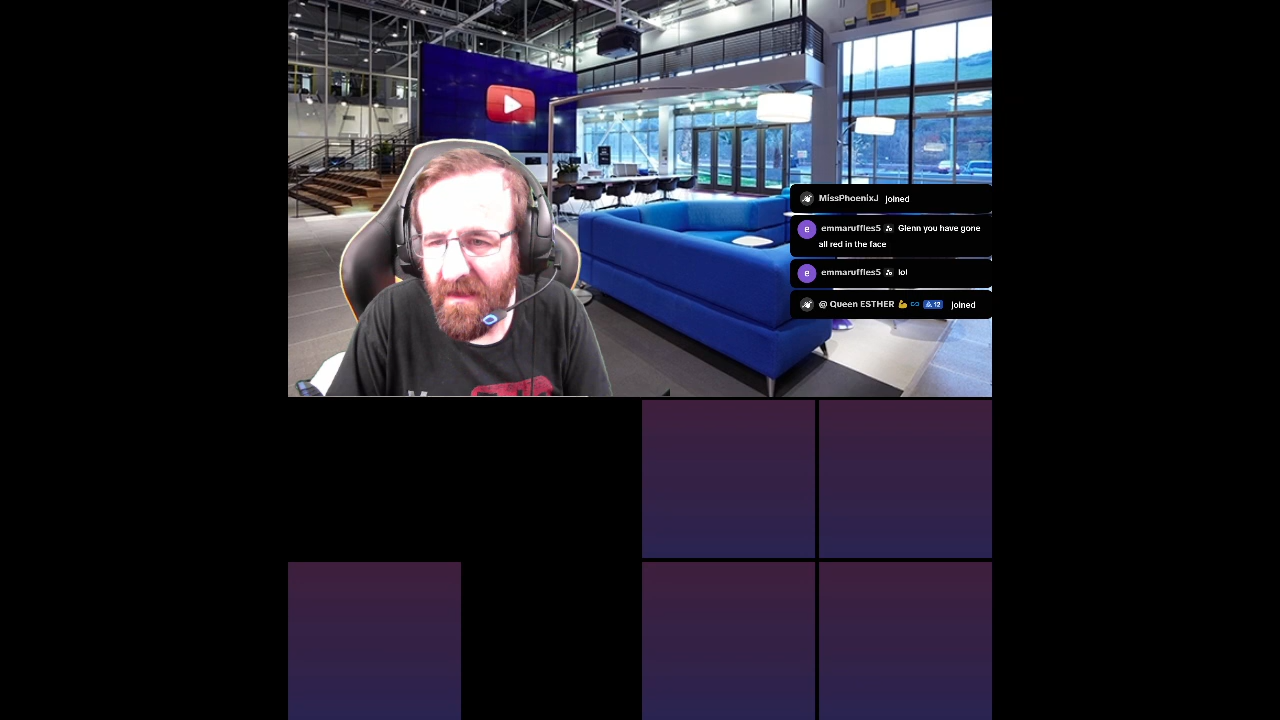 MissPhoenixJ joined
emmaruffles5 Glenn you have gone
all red in the face
emmaruffles5 lol
@ Queen ESTHER 💪 12 joined